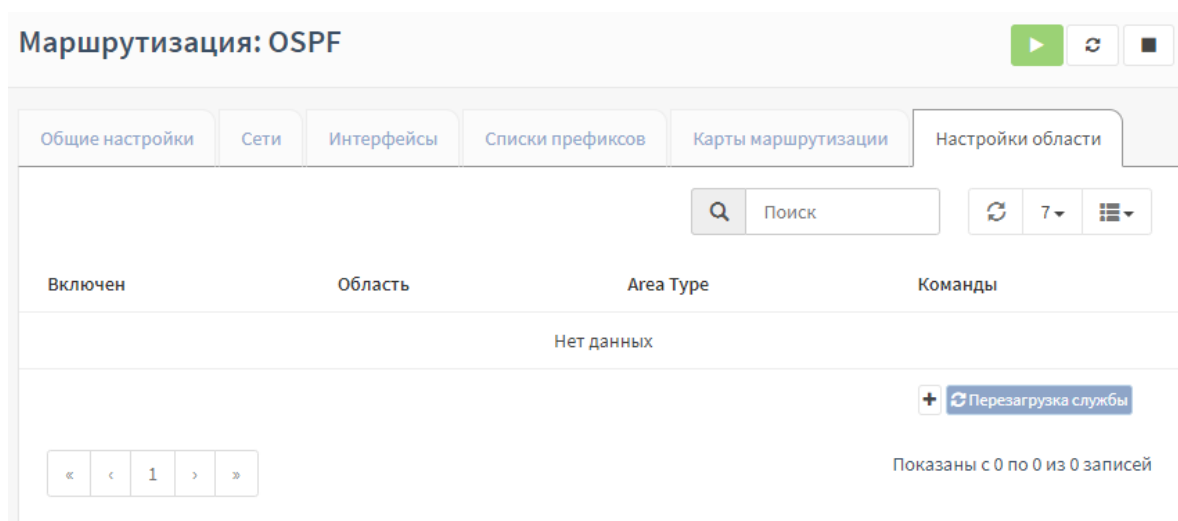 Маршрутизация: OSPF
Общие настройки Сети Интерфейсы Списки префиксов Карты маршрутизации Настройки области
Поиск 7
Включен Область Area Type Команды
Нет данных
+ Перезагрузка службы
« ‹ 1 › » Показаны с 0 по 0 из 0 записей